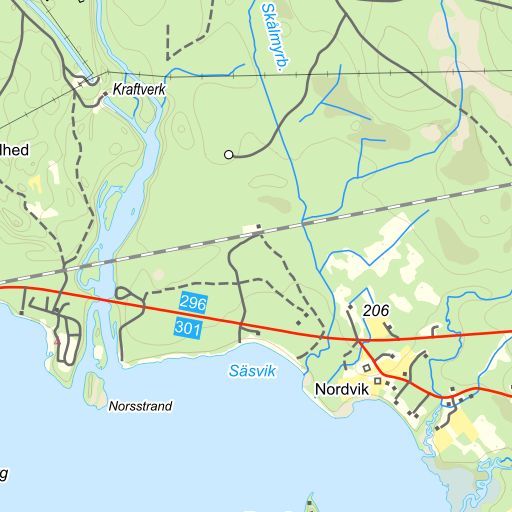 Skålmyrb.
Kraftverk
lhed
296
301
206
Säsvik
Nordvik
Norsstrand
g